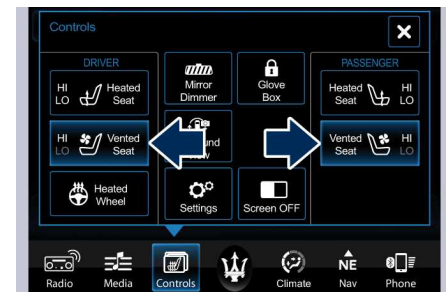 Controls
DRIVER
PASSENGER
HI
LO
Heated
Seat
Mirror
Dimmer
Glove
Box
Heated
Seat
HI
LO
HI
LO
Vented
Seat
Vented
Seat
HI
LO
Heated
Wheel
Settings
Screen OFF
Radio
Media
Controls
Climate
NE
Nav
Phone